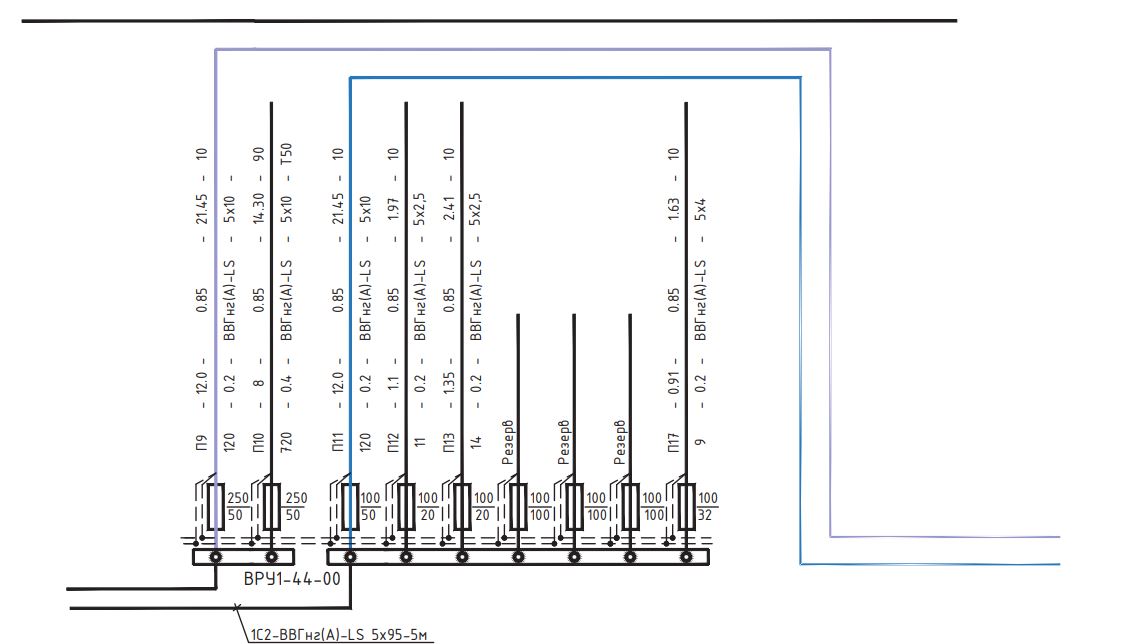 П9 – 12.0 – 0.85 – 21.45 – 10
120 – 0.2 – ВВГнг(А)-LS – 5х10 –
П10 – 8 – 0.85 – 14.30 – 90
720 – 0.4 – ВВГнг(А)-LS – 5х10 – Т50
П11 – 12.0 – 0.85 – 21.45 – 10
120 – 0.2 – ВВГнг(А)-LS – 5х10
П12 – 1.1 – 0.85 – 1.97 – 10
11 – 0.2 – ВВГнг(А)-LS – 5х2,5
П13 – 1.35 – 0.85 – 2.41 – 10
14 – 0.2 – ВВГнг(А)-LS – 5х2,5
Резерв
Резерв
Резерв
П17 – 0.91 – 0.85 – 1.63 – 10
9 – 0.2 – ВВГнг(А)-LS – 5х4
250 250 100 100 100 100 100 100 100
50 50 50 20 20 100 100 100 32
ВРУ1-44-00
1С2-ВВГнг(А)-LS 5х95-5м